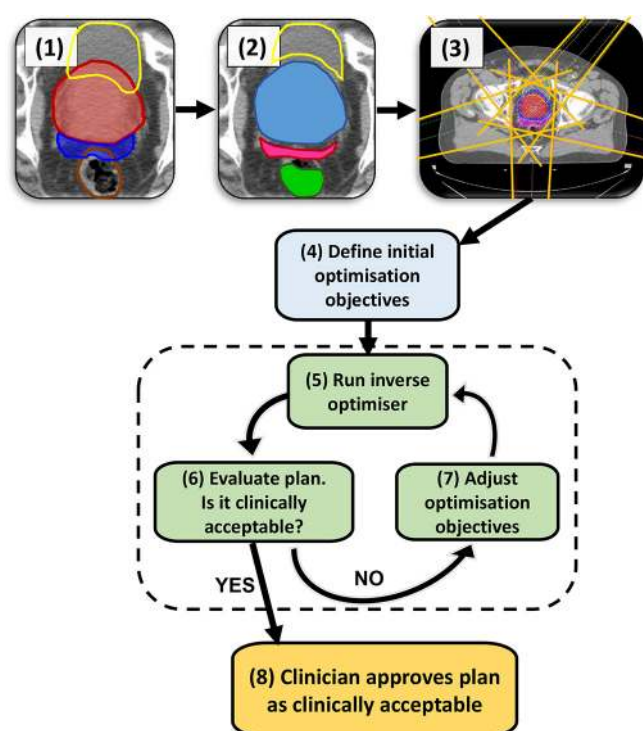 (1)
(2)
(3)
(4) Define initial
optimisation
objectives
(5) Run inverse
optimiser
(6) Evaluate plan.
Is it clinically
acceptable?
(7) Adjust
optimisation
objectives
YES
NO
(8) Clinician approves plan
as clinically acceptable